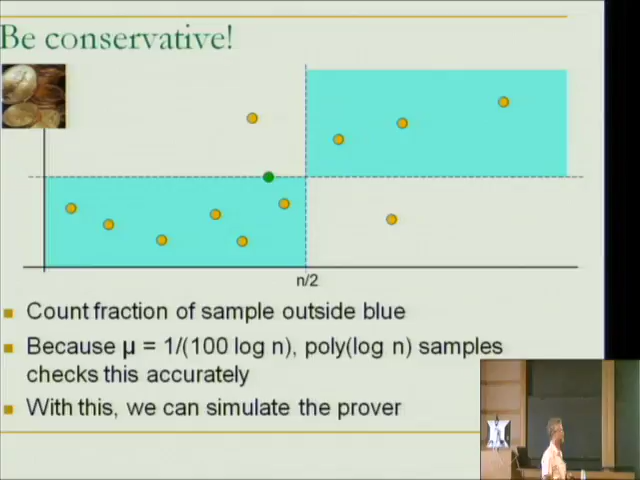 Be conservative!
n/2
Count fraction of sample outside blue
Because μ = 1/(100 log n), poly(log n) samples
checks this accurately
With this, we can simulate the prover